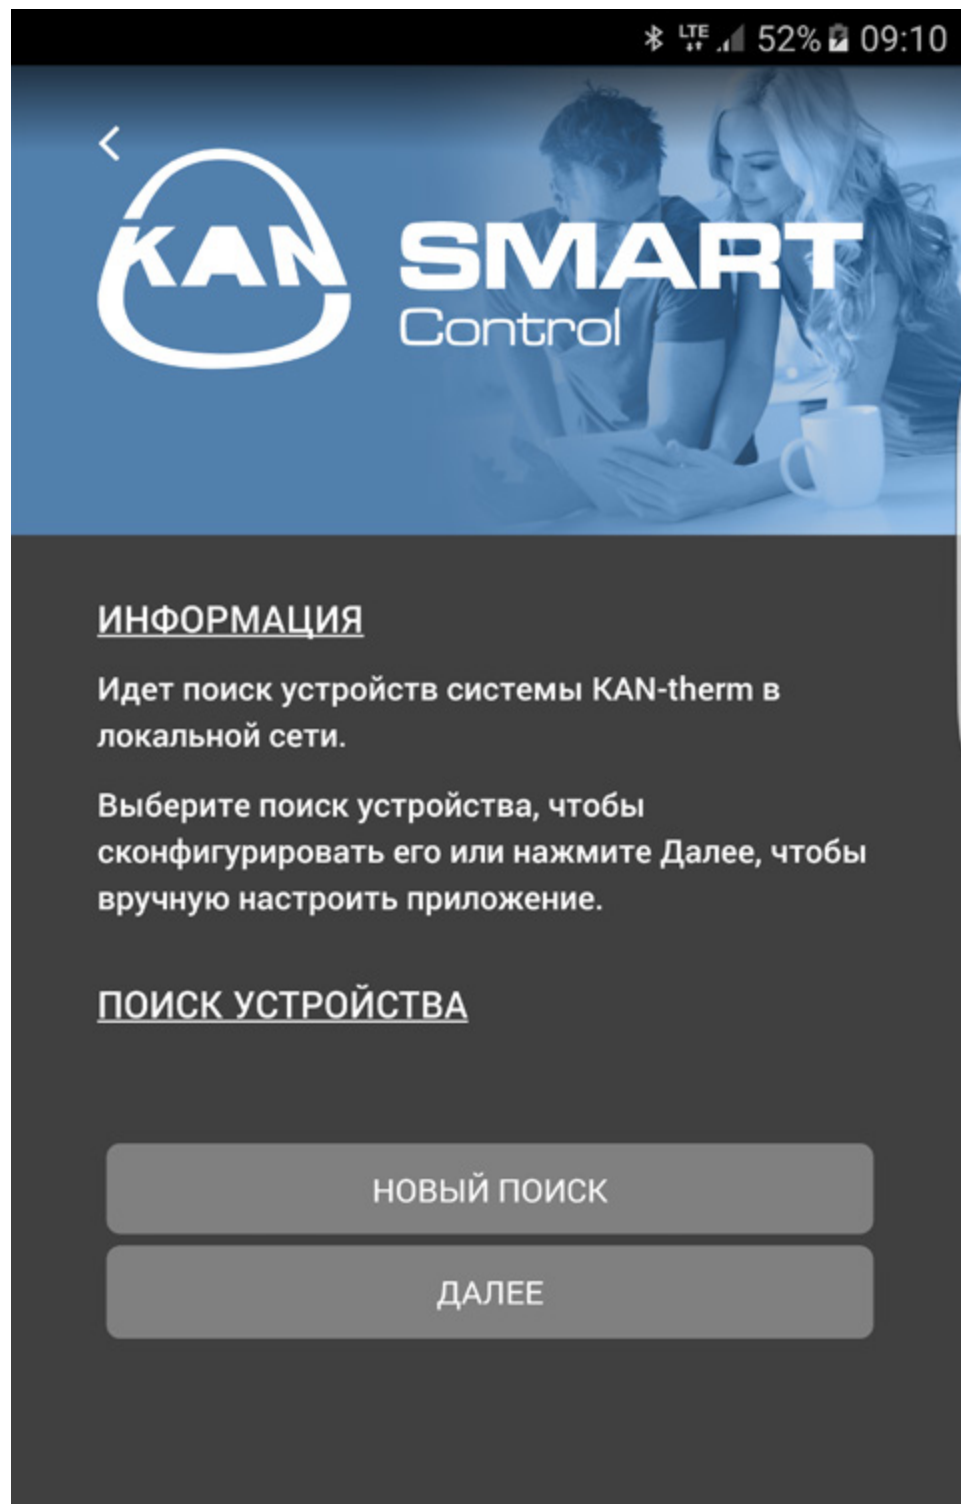 LTE 52% 09:10
KAN SMART
Control
ИНФОРМАЦИЯ
Идет поиск устройств системы KAN-therm в
локальной сети.
Выберите поиск устройства, чтобы
сконфигурировать его или нажмите Далее, чтобы
вручную настроить приложение.
ПОИСК УСТРОЙСТВА
НОВЫЙ ПОИСК
ДАЛЕЕ